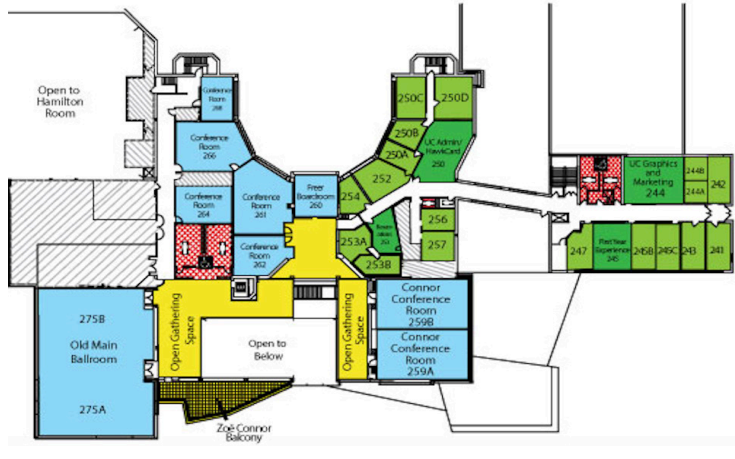 Open to
Hamilton
Room
Conference
Room
268
Conference
Room
266
Conference
Room
264
Conference
Room
261
Conference
Room
262
Freer
Boardroom
260
250C
250D
250B
250A
UC Admin/
HawkCard
250
252
254
253A
253B
256
257
UC Graphics
and
Marketing
244
244B
244A
242
247
First Year
Experience
245
245B
245C
243
241
275B
Old Main
Ballroom
275A
Open Gathering
Space
Open to
Below
Open Gathering
Space
Connor
Conference
Room
259B
Connor
Conference
Room
259A
Zoë Connor
Balcony